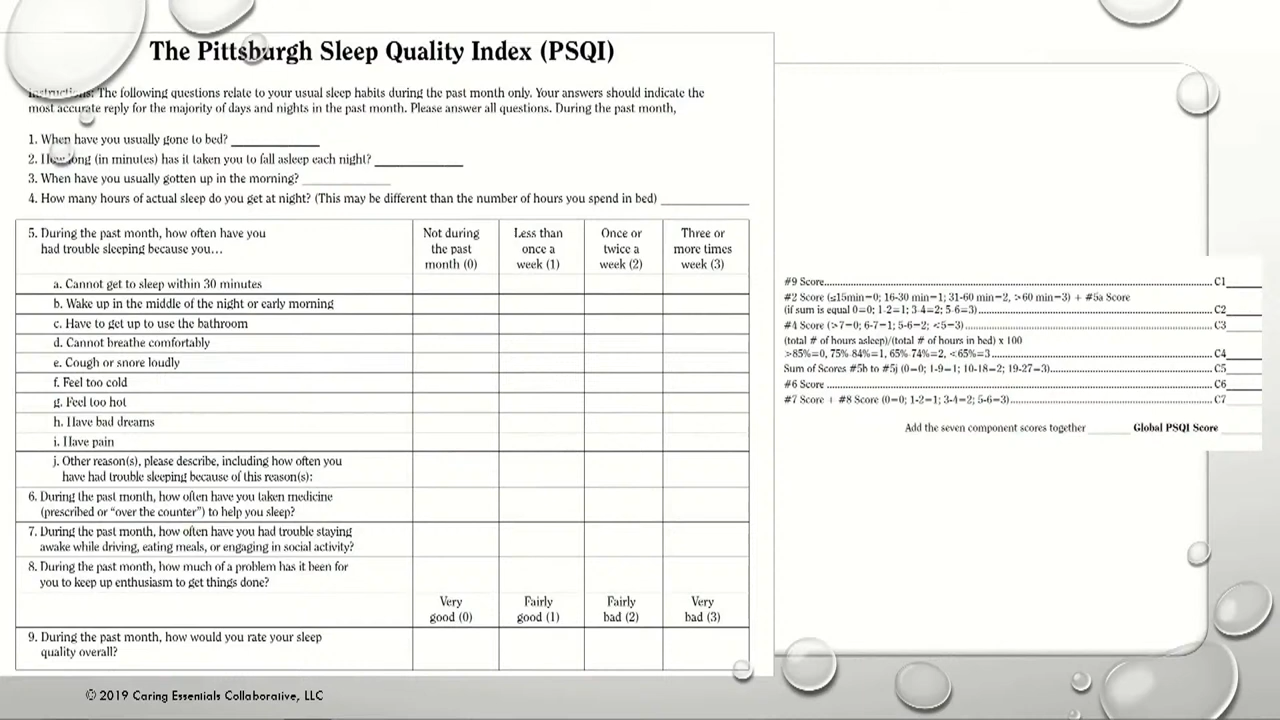 The Pittsburgh Sleep Quality Index (PSQI)
Instructions: The following questions relate to your usual sleep habits during the past month only. Your answers should indicate the
most accurate reply for the majority of days and nights in the past month. Please answer all questions. During the past month,
1. When have you usually gone to bed? ____________
2. How long (in minutes) has it taken you to fall asleep each night? ____________
3. When have you usually gotten up in the morning? ____________
4. How many hours of actual sleep do you get at night? (This may be different than the number of hours you spend in bed) ____________
5. During the past month, how often have you
had trouble sleeping because you…
Not during
the past
month (0)
Less than
once a
week (1)
Once or
twice a
week (2)
Three or
more times
week (3)
a. Cannot get to sleep within 30 minutes
b. Wake up in the middle of the night or early morning
c. Have to get up to use the bathroom
d. Cannot breathe comfortably
e. Cough or snore loudly
f. Feel too cold
g. Feel too hot
h. Have bad dreams
i. Have pain
j. Other reason(s), please describe, including how often you
have had trouble sleeping because of this reason(s):
6. During the past month, how often have you taken medicine
(prescribed or “over the counter”) to help you sleep?
7. During the past month, how often have you had trouble staying
awake while driving, eating meals, or engaging in social activity?
8. During the past month, how much of a problem has it been for
you to keep up enthusiasm to get things done?
Very
good (0)
Fairly
good (1)
Fairly
bad (2)
Very
bad (3)
9. During the past month, how would you rate your sleep
quality overall?
#9 Score........ C1____
#2 Score (≤15min=0; 16-30 min=1; 31-60 min=2, >60 min=3) + #5a Score
(if sum is equal 0=0; 1-2=1; 3-4=2; 5-6=3)........ C2____
#4 Score (>7=0; 6-7=1; 5-6=2; <5=3)........ C3____
(total # of hours asleep)/(total # of hours in bed) x 100
>85%=0, 75%-84%=1, 65%-74%=2, <65%=3........ C4____
Sum of Scores #5b to #5j (0=0; 1-9=1; 10-18=2; 19-27=3)........ C5____
#6 Score ........ C6____
#7 Score + #8 Score (0=0; 1-2=1; 3-4=2; 5-6=3)........ C7____
Add the seven component scores together ______ Global PSQI Score ______
© 2019 Caring Essentials Collaborative, LLC